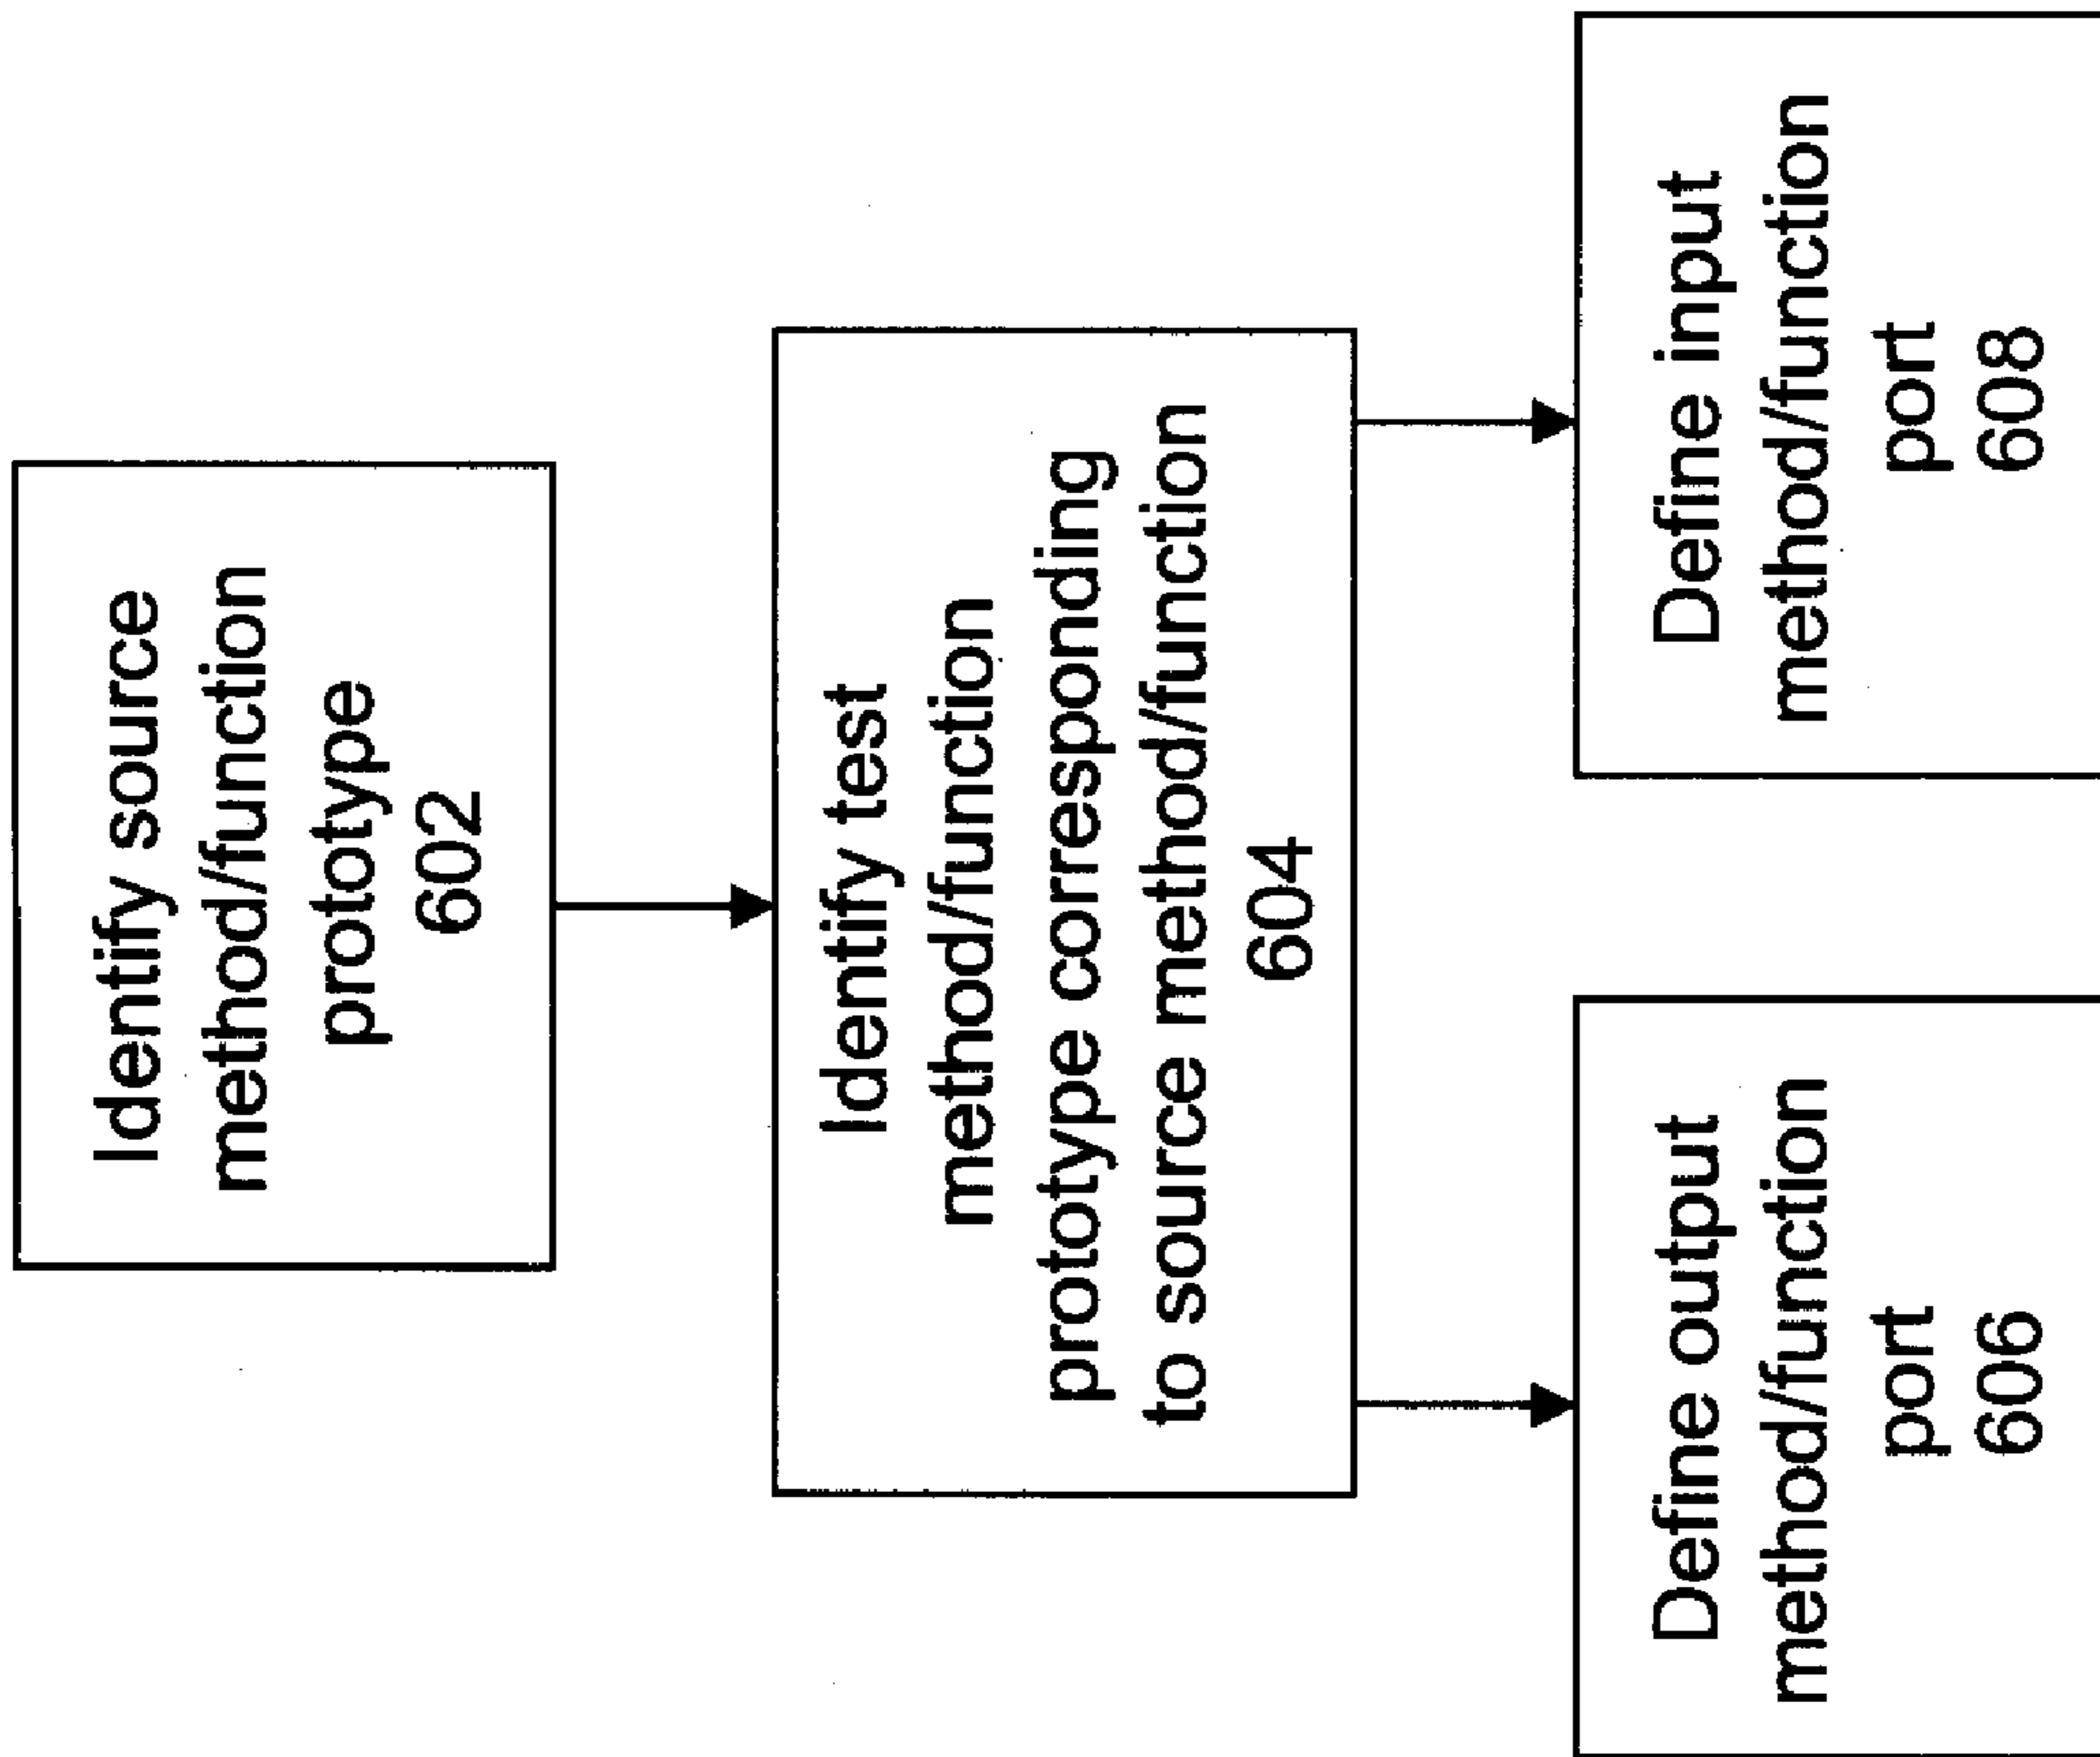 Identify source
method/function
prototype
602
Identify test
method/function
prototype corresponding
to source method/function
604
Define output
method/function
port
606
Define input
method/function
port
608